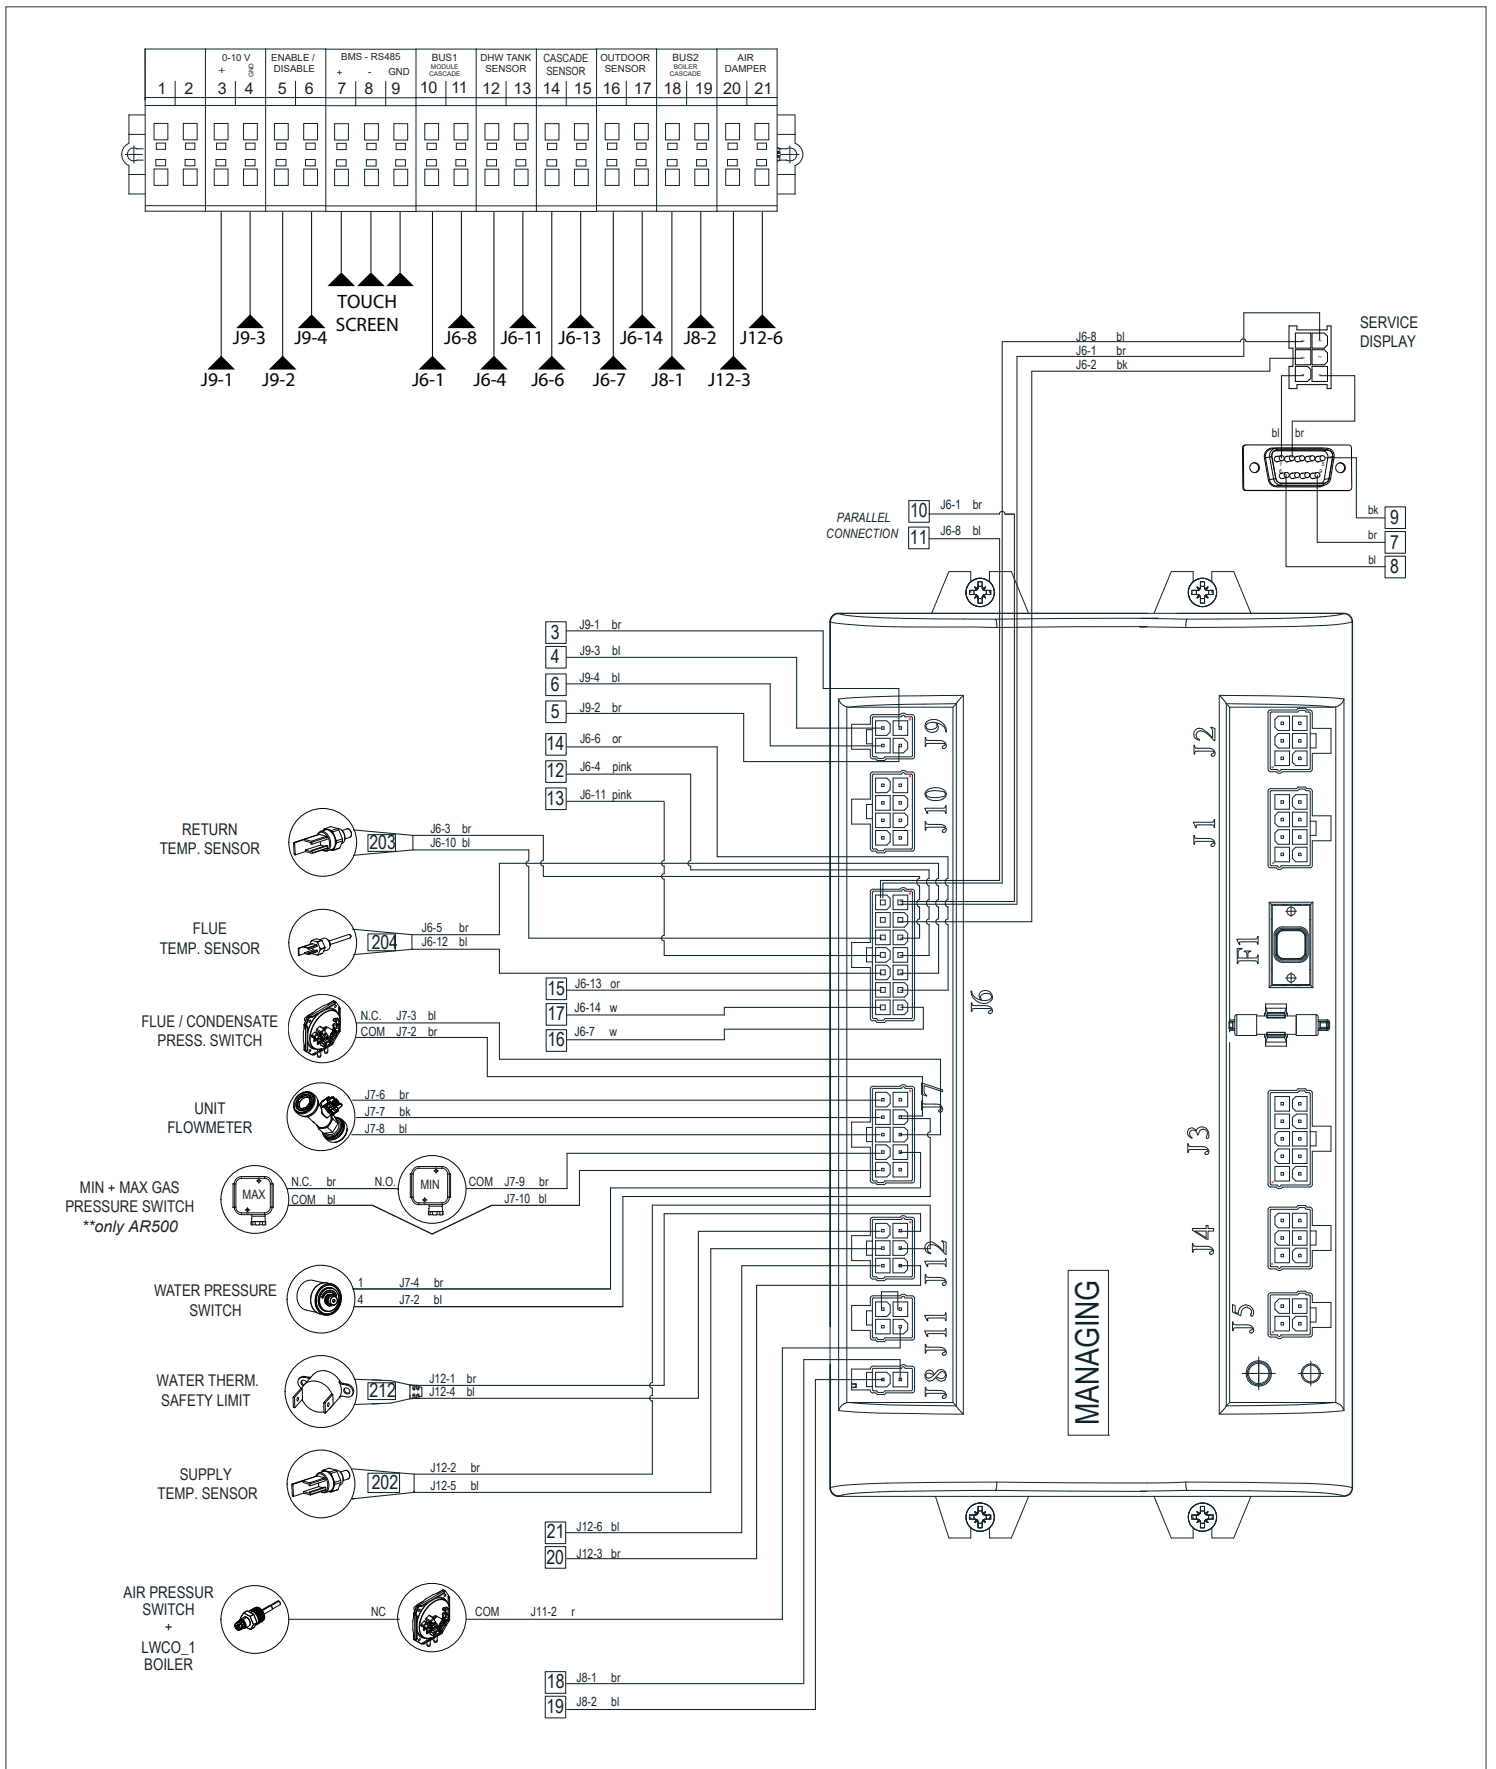 0-10 V
+ GND
ENABLE /
DISABLE
BMS - RS485
+ - GND
BUS1
MODULE
CASCADE
DHW TANK
SENSOR
CASCADE
SENSOR
OUTDOOR
SENSOR
BUS2
BOILER
CASCADE
AIR
DAMPER
1 2 3 4 5 6 7 8 9 10 11 12 13 14 15 16 17 18 19 20 21
TOUCH
SCREEN
J9-3 J9-4 J6-8 J6-11 J6-13 J6-14 J8-2 J12-6
J9-1 J9-2 J6-1 J6-4 J6-6 J6-7 J8-1 J12-3
SERVICE
DISPLAY
J6-8 bl
J6-1 br
J6-2 bk
bl br
bk 9
br 7
bl 8
PARALLEL
CONNECTION
10 J6-1 br
11 J6-8 bl
3 J9-1 br
4 J9-3 bl
6 J9-4 bl
5 J9-2 br
14 J6-6 or
12 J6-4 pink
13 J6-11 pink
RETURN
TEMP. SENSOR
203
J6-3 br
J6-10 bl
FLUE
TEMP. SENSOR
204
J6-5 br
J6-12 bl
15 J6-13 or
17 J6-14 w
16 J6-7 w
FLUE / CONDENSATE
PRESS. SWITCH
N.C. J7-3 bl
COM J7-2 br
UNIT
FLOWMETER
J7-6 br
J7-7 bk
J7-8 bl
MIN + MAX GAS
PRESSURE SWITCH
**only AR500
MAX
N.C. br
COM bl
N.O.
MIN
COM J7-9 br
J7-10 bl
WATER PRESSURE
SWITCH
1 J7-4 br
4 J7-2 bl
WATER THERM.
SAFETY LIMIT
212
J12-1 br
J12-4 bl
SUPPLY
TEMP. SENSOR
202
J12-2 br
J12-5 bl
21 J12-6 bl
20 J12-3 br
AIR PRESSUR
SWITCH
+
LWCO_1
BOILER
NC
COM J11-2 r
18 J8-1 br
19 J8-2 bl
J9
J10
J6
J7
J12
J11
J8
J2
J1
F1
J3
J4
J5
MANAGING